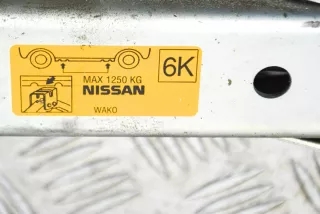 6K
MAX 1250 KG
NISSAN
WAKO